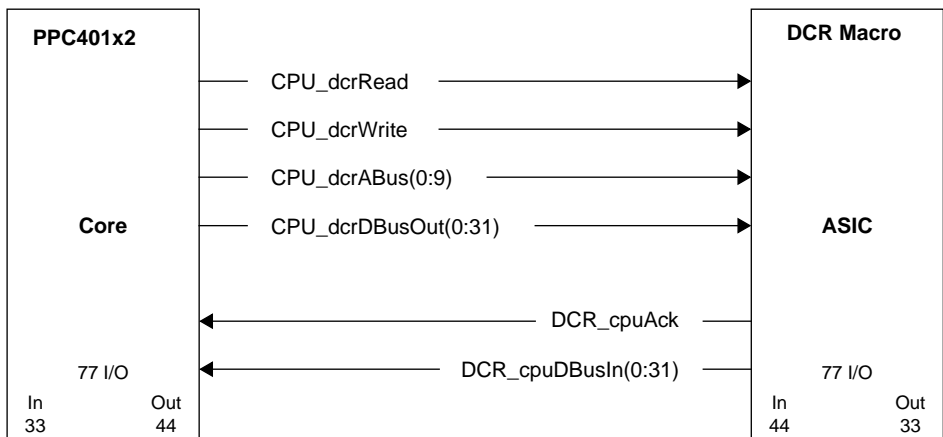 PPC401x2
DCR Macro
CPU_dcrRead
CPU_dcrWrite
CPU_dcrABus(0:9)
Core
CPU_dcrDBusOut(0:31)
ASIC
DCR_cpuAck
77 I/O
DCR_cpuDBusIn(0:31)
77 I/O
In Out
33 44
In Out
44 33